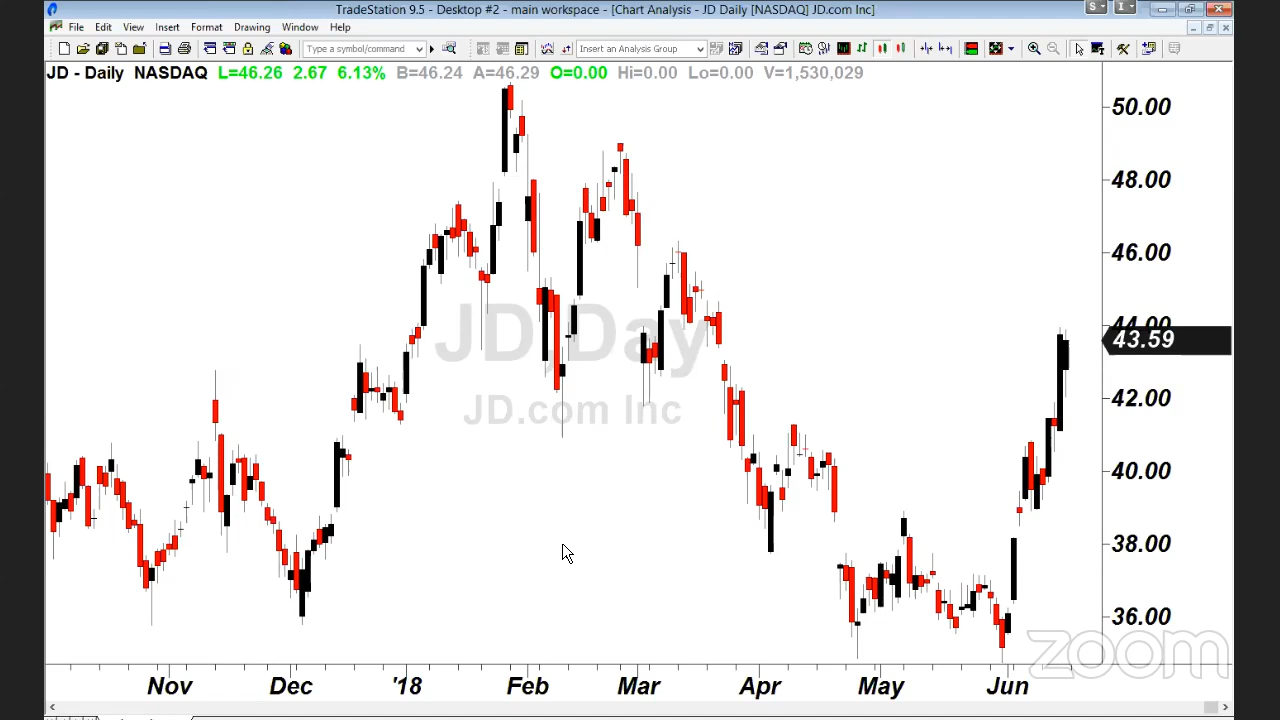 TradeStation 9.5 - Desktop #2 - main workspace - [Chart Analysis - JD Daily [NASDAQ] JD.com Inc]
S I
File Edit View Insert Format Drawing Window Help
Type a symbol/command Insert an Analysis Group
JD - Daily NASDAQ L=46.26 2.67 6.13% B=46.24 A=46.29 O=0.00 Hi=0.00 Lo=0.00 V=1,530,029
50.00
48.00
46.00
44.00
43.59
42.00
40.00
38.00
36.00
JD,Day
JD.com Inc
zoom
Nov Dec '18 Feb Mar Apr May Jun